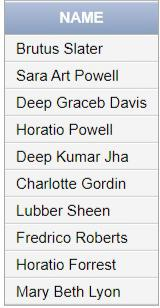 NAME
Brutus Slater
Sara Art Powell
Deep Graceb Davis
Horatio Powell
Deep Kumar Jha
Charlotte Gordin
Lubber Sheen
Fredrico Roberts
Horatio Forrest
Mary Beth Lyon